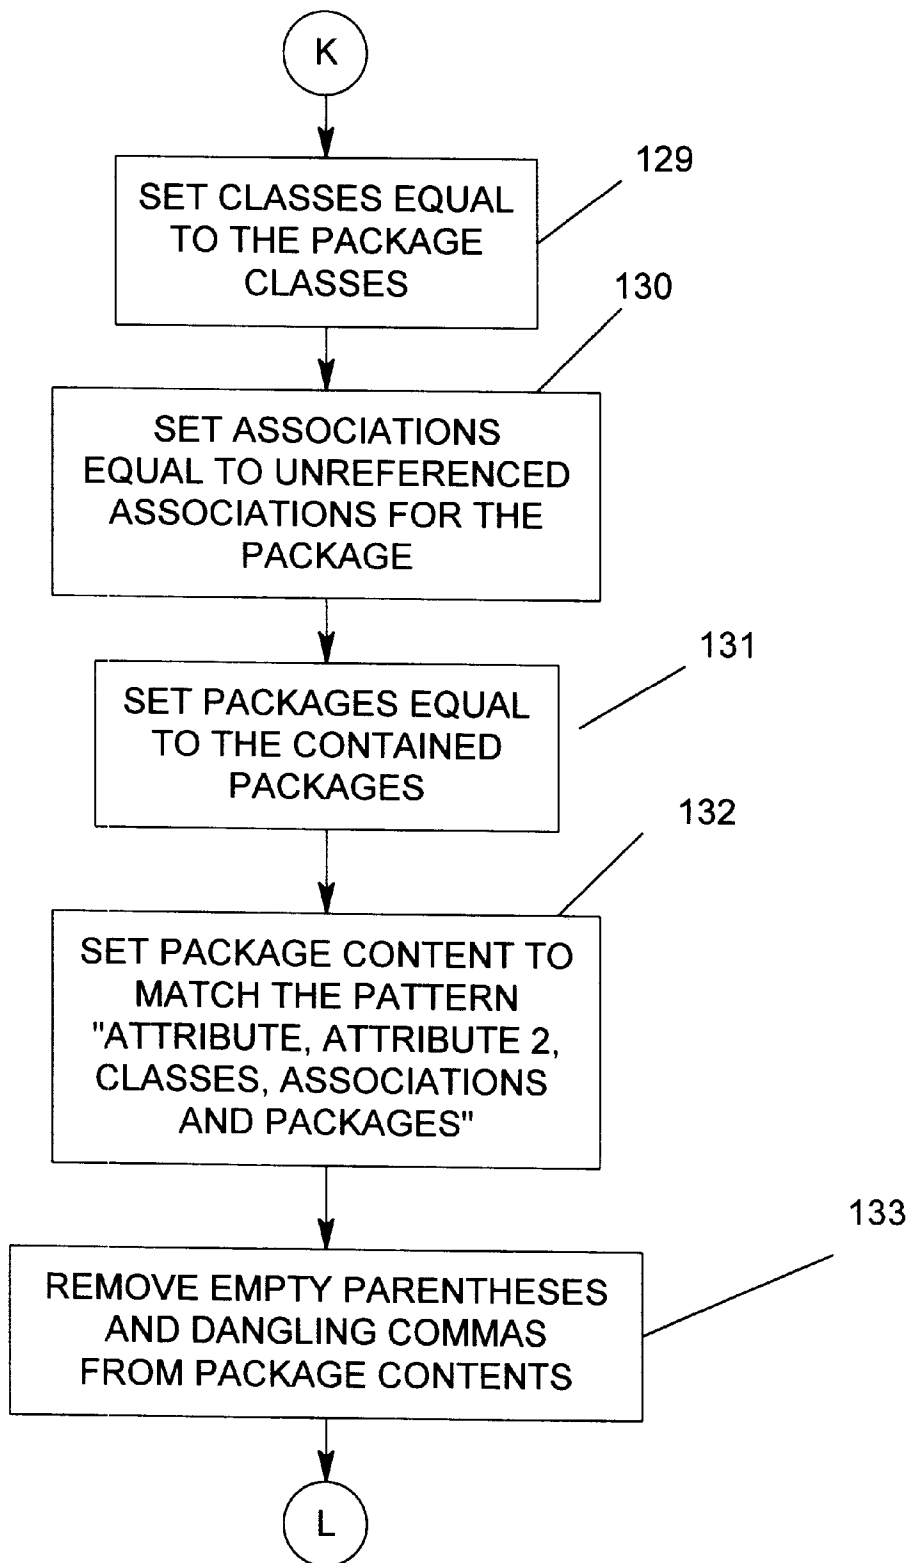 K
129
SET CLASSES EQUAL
TO THE PACKAGE
CLASSES
130
SET ASSOCIATIONS
EQUAL TO UNREFERENCED
ASSOCIATIONS FOR THE
PACKAGE
131
SET PACKAGES EQUAL
TO THE CONTAINED
PACKAGES
132
SET PACKAGE CONTENT TO
MATCH THE PATTERN
"ATTRIBUTE, ATTRIBUTE 2,
CLASSES, ASSOCIATIONS
AND PACKAGES"
133
REMOVE EMPTY PARENTHESES
AND DANGLING COMMAS
FROM PACKAGE CONTENTS
L